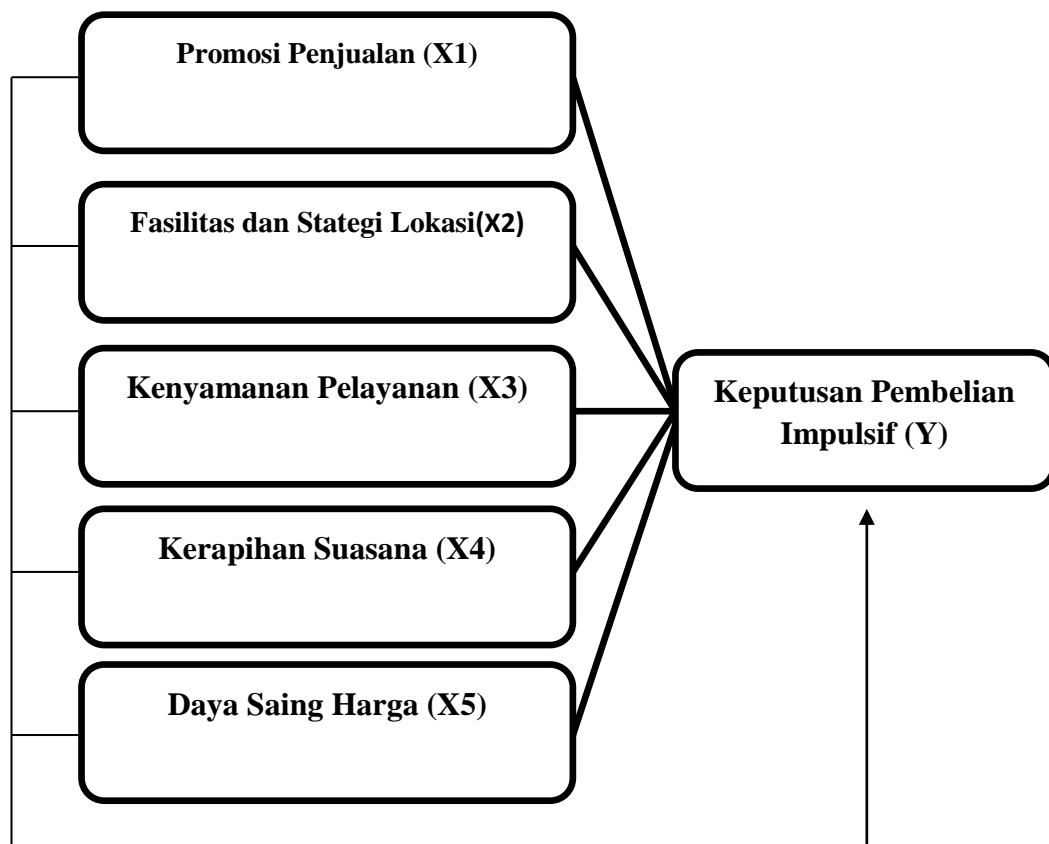 Promosi Penjualan (X1)
Fasilitas dan Stategi Lokasi(X2)
Kenyamanan Pelayanan (X3)
Keputusan Pembelian
Impulsif (Y)
Kerapihan Suasana (X4)
Daya Saing Harga (X5)